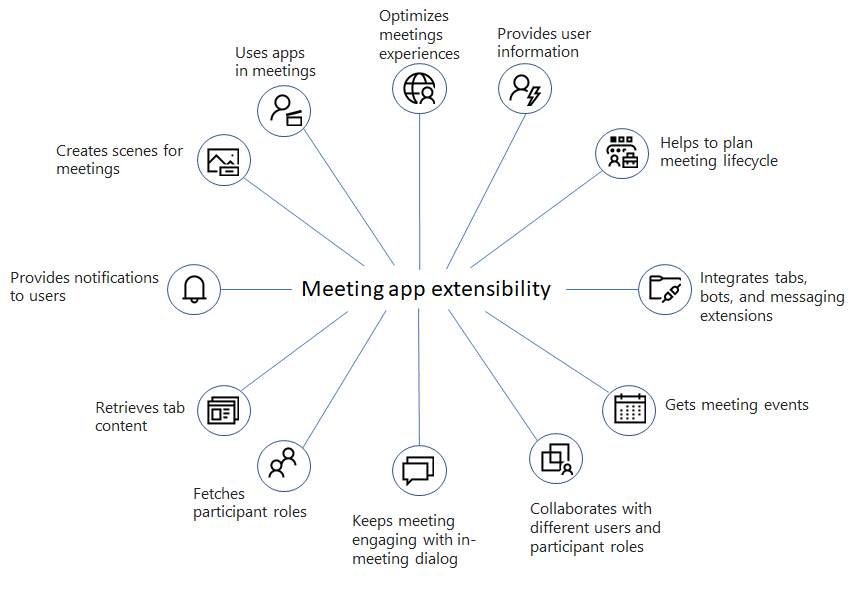 Optimizes
meetings
experiences
Provides user
information
Uses apps
in meetings
Helps to plan
meeting lifecycle
Creates scenes for
meetings
Provides notifications
to users
Meeting app extensibility
Integrates tabs,
bots, and messaging
extensions
Retrieves tab
content
Gets meeting events
Fetches
participant roles
Keeps meeting
engaging with in-
meeting dialog
Collaborates with
different users and
participant roles